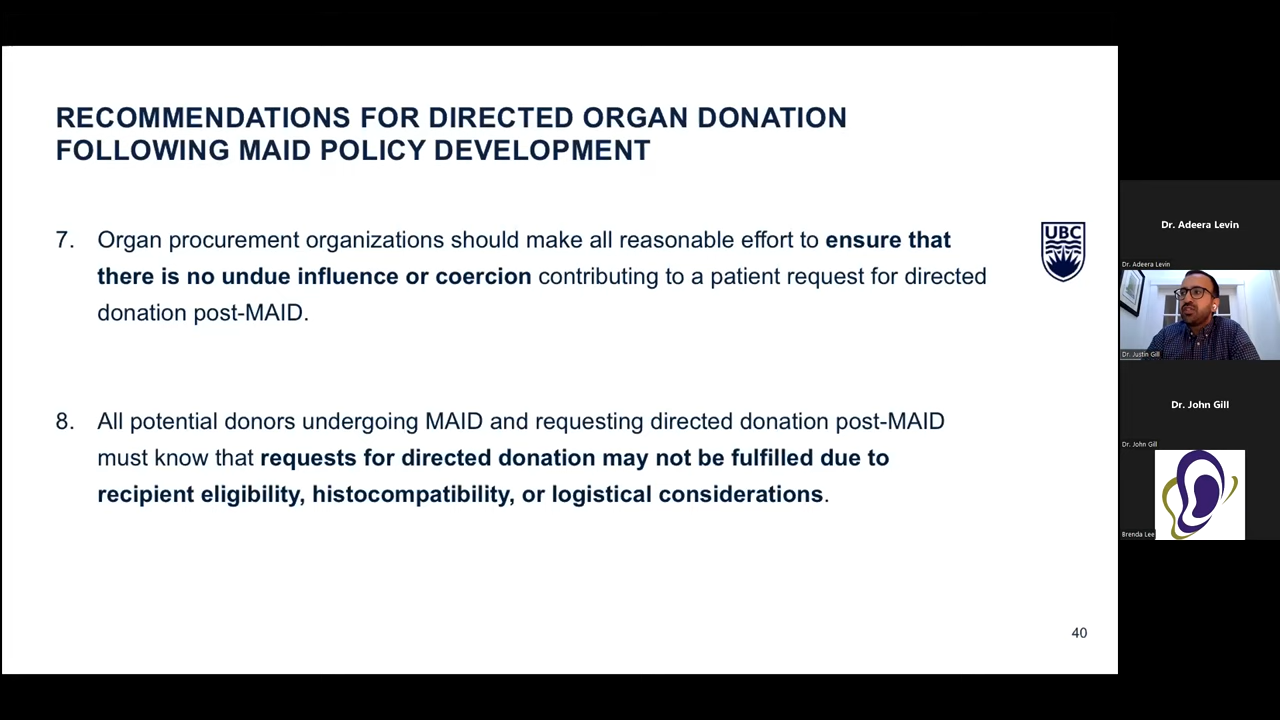 RECOMMENDATIONS FOR DIRECTED ORGAN DONATION
FOLLOWING MAID POLICY DEVELOPMENT
7. Organ procurement organizations should make all reasonable effort to ensure that
there is no undue influence or coercion contributing to a patient request for directed
donation post-MAID.
UBC
8. All potential donors undergoing MAID and requesting directed donation post-MAID
must know that requests for directed donation may not be fulfilled due to
recipient eligibility, histocompatibility, or logistical considerations.
40
Dr. Adeera Levin
Dr. Adeera Levin
Dr. Justin Gill
Dr. John Gill
Dr. John Gill
Brenda Lee